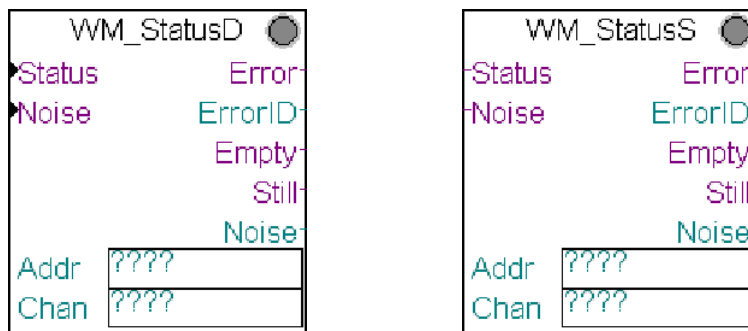 WM_StatusD
Status Error
Noise ErrorID
Empty
Still
Noise
Addr ????
Chan ????
WM_StatusS
Status Error
Noise ErrorID
Empty
Still
Noise
Addr ????
Chan ????